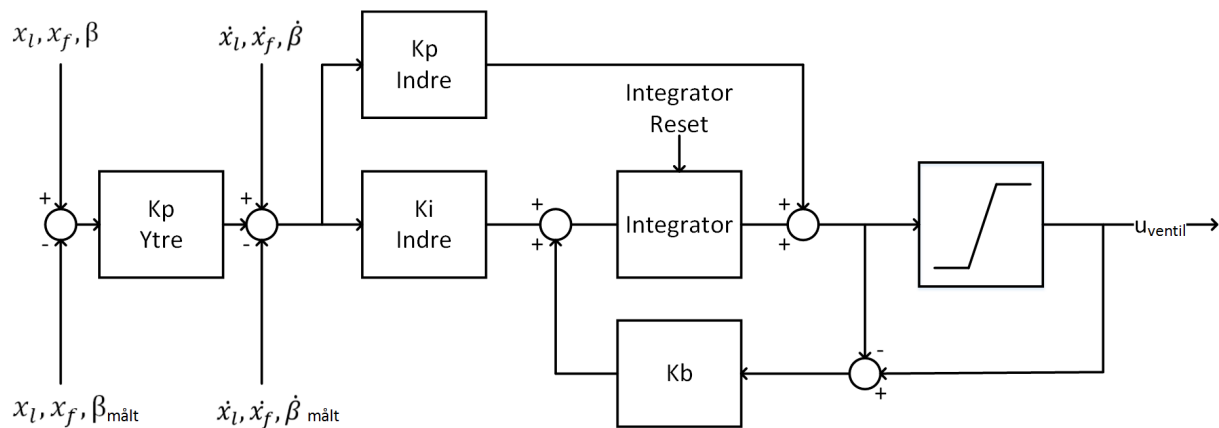 x_l, x_f, β
ẋ_l, ẋ_f, β̇
Kp
Indre
Integrator
Reset
+
-
Kp
Ytre
+
-
Ki
Indre
+
+
Integrator
+
+
u_ventil
Kb
-
+
x_l, x_f, β_målt
ẋ_l, ẋ_f, β̇ målt